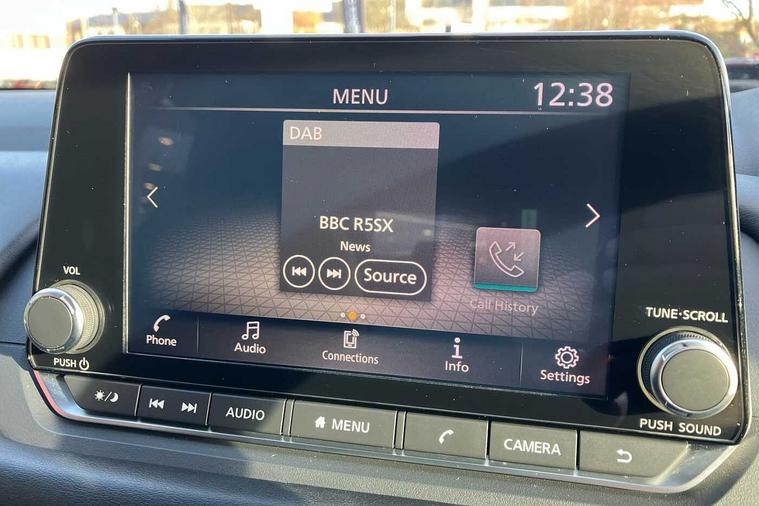 MENU 12:38
DAB
BBC R5SX
News
Source
Call History
Phone Audio Connections Info Settings
VOL
PUSH
TUNE·SCROLL
PUSH SOUND
AUDIO MENU CAMERA